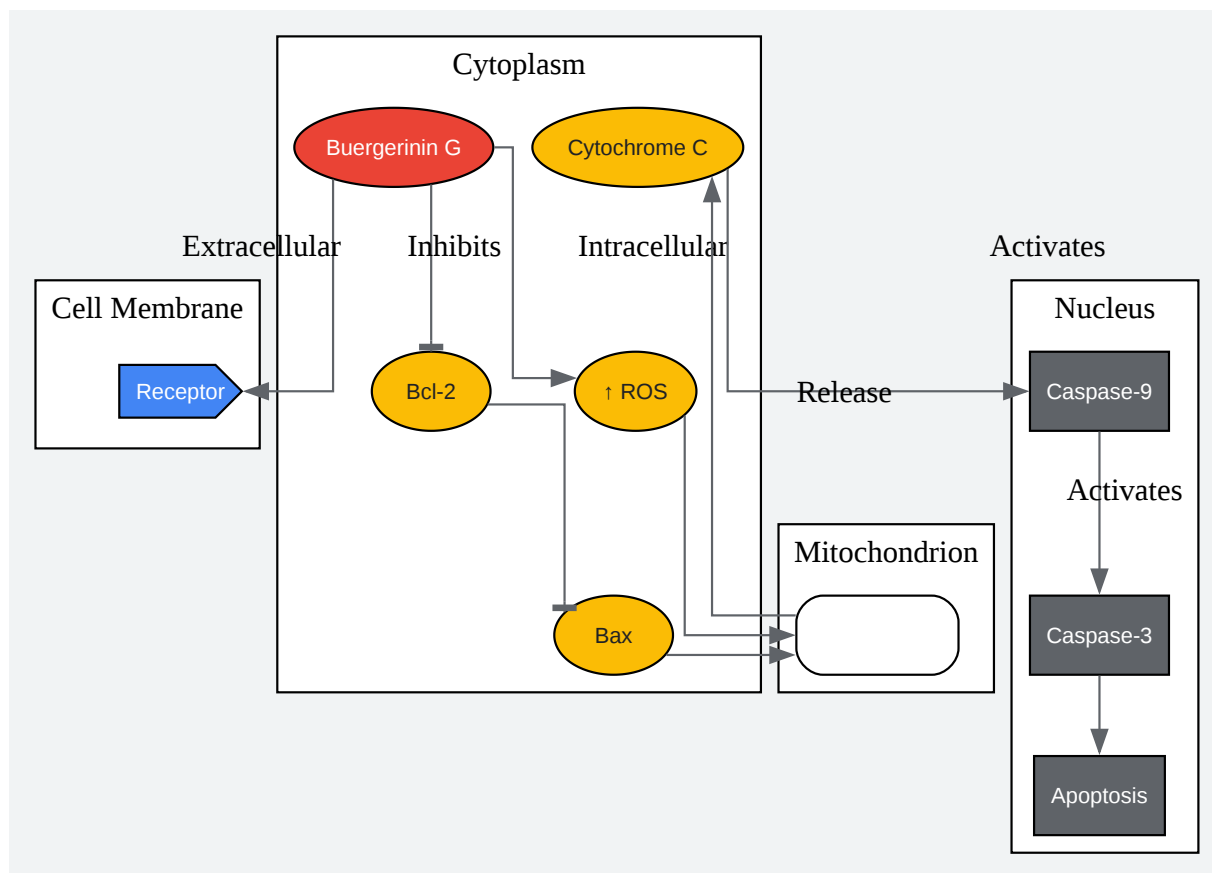 Cytoplasm
Buergerinin G
Cytochrome C
Extracellular
Inhibits
Intracellular
Activates
Cell Membrane
Nucleus
Receptor
Bcl-2
↑ ROS
Release
Caspase-9
Activates
Mitochondrion
Bax
Caspase-3
Apoptosis